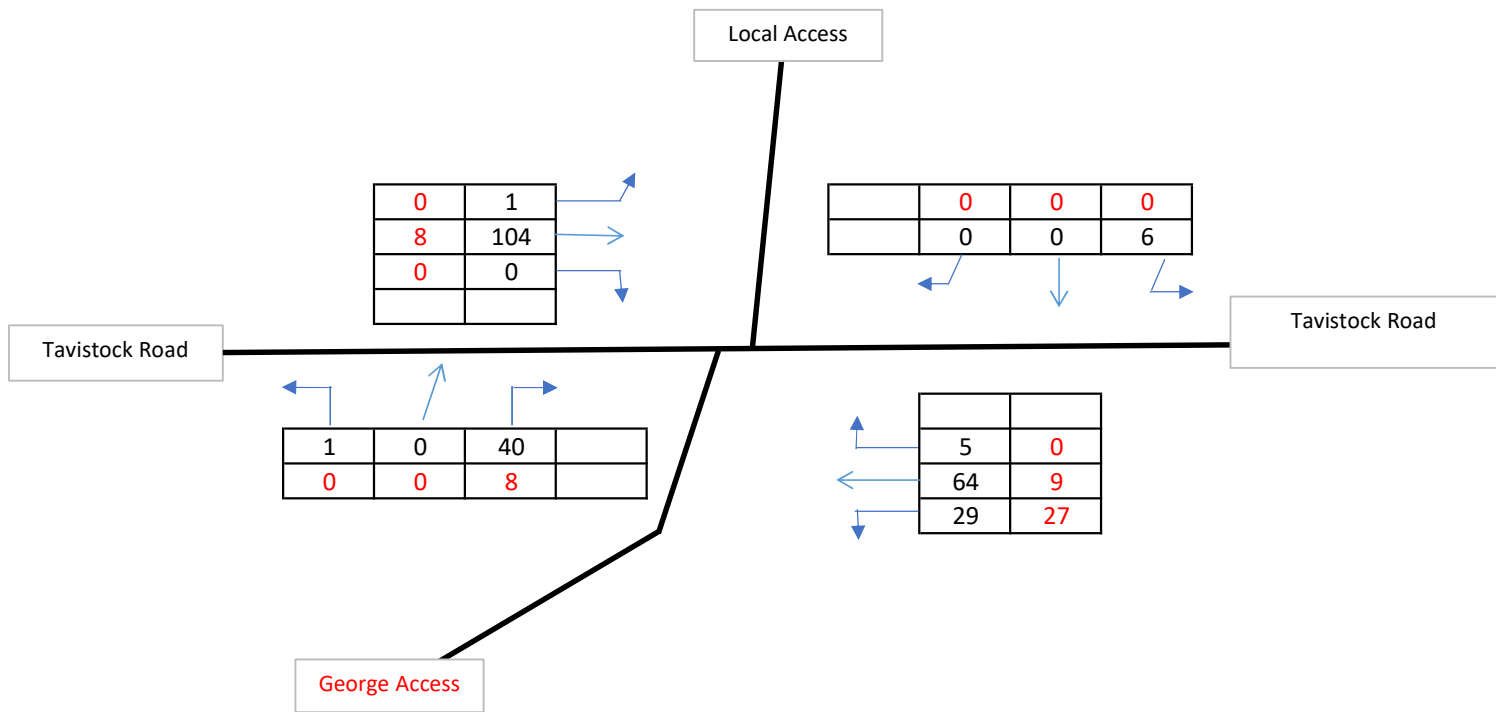 Local Access
0 1
8 104
0 0
0 0 0
0 0 6
Tavistock Road
Tavistock Road
1 0 40
0 0 8
5 0
64 9
29 27
George Access